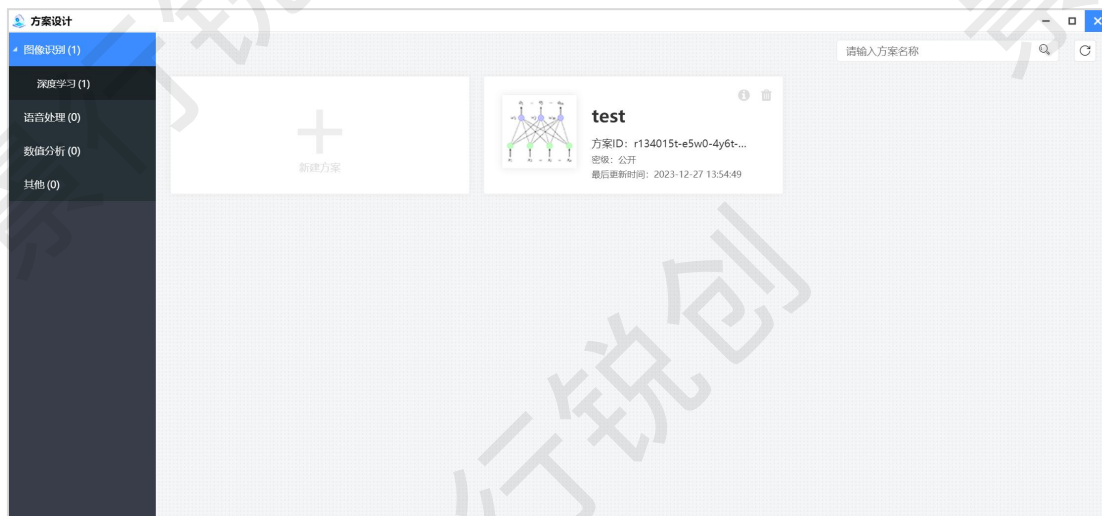 方案设计
图像识别 (1)
请输入方案名称
深度学习 (1)
语音处理 (0)
数值分析 (0)
其他 (0)
新建方案
test
方案ID：r134015t-e5w0-4y6t-...
密级：公开
最后更新时间：2023-12-27 13:54:49
行锐创